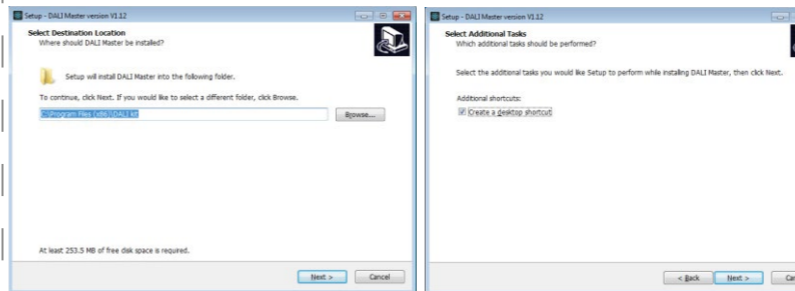 Setup - DALI Master version V1.12
Select Destination Location
Where should DALI Master be installed?
Setup will install DALI Master into the following folder.
To continue, click Next. If you would like to select a different folder, click Browse.
C:\Program Files (x86)\DALI kit
Browse...
At least 253.5 MB of free disk space is required.
Next >
Cancel
Setup - DALI Master version V1.12
Select Additional Tasks
Which additional tasks should be performed?
Select the additional tasks you would like Setup to perform while installing DALI Master, then click Next.
Additional shortcuts:
Create a desktop shortcut
< Back
Next >